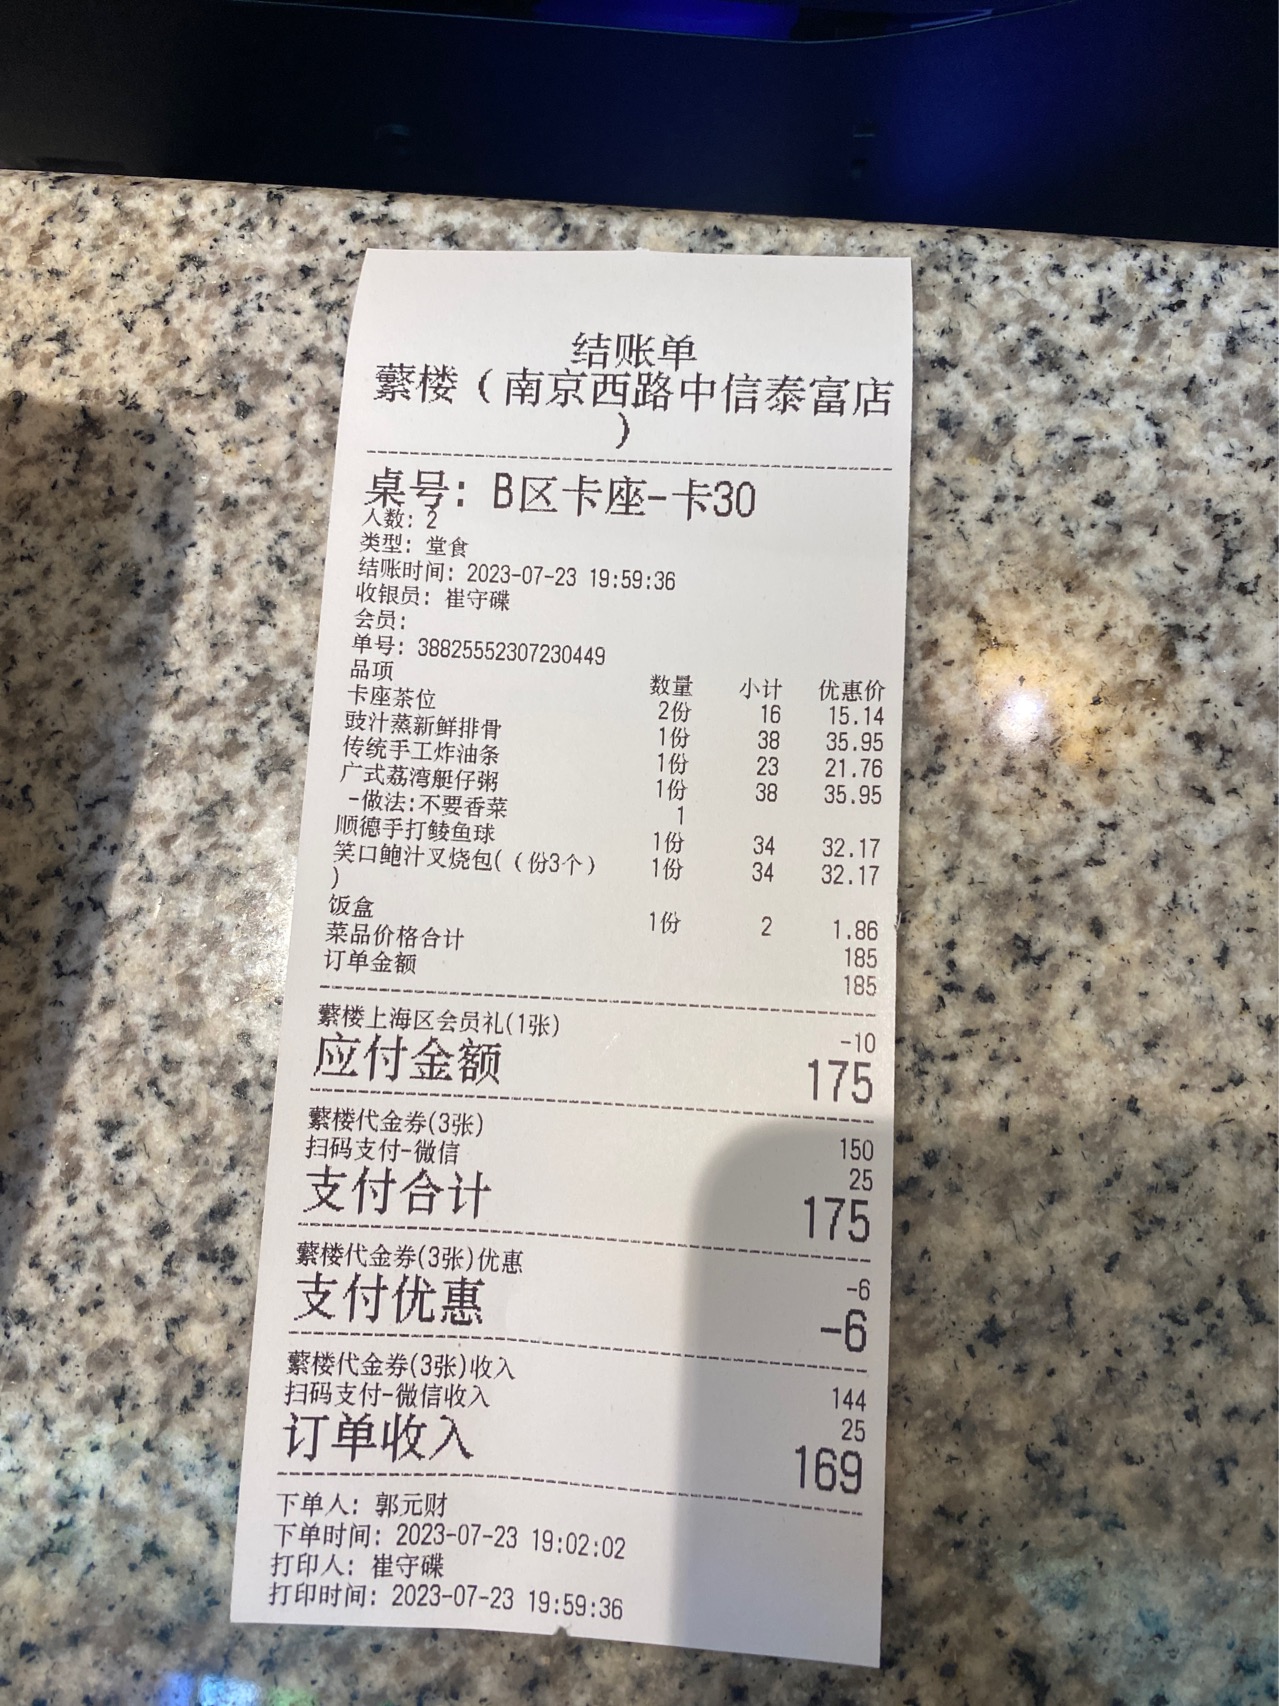 结账单
蘩楼（南京西路中信泰富店
）
桌号: B区卡座-卡30
人数: 2
类型: 堂食
结账时间: 2023-07-23 19:59:36
收银员: 崔守碟
会员:
单号: 38825552307230449
品项 数量 小计 优惠价
卡座茶位 2份 16 15.14
豉汁蒸新鲜排骨 1份 38 35.95
传统手工炸油条 1份 23 21.76
广式荔湾艇仔粥 1份 38 35.95
-做法:不要香菜 1
顺德手打鲮鱼球 1份 34 32.17
笑口鲍汁叉烧包(（份3个） 1份 34 32.17
)
饭盒 1份 2 1.86
菜品价格合计 185
订单金额 185
蘩楼上海区会员礼(1张) -10
应付金额 175
蘩楼代金券(3张) 150
扫码支付-微信 25
支付合计 175
蘩楼代金券(3张)优惠 -6
支付优惠 -6
蘩楼代金券(3张)收入 144
扫码支付-微信收入 25
订单收入 169
下单人: 郭元财
下单时间: 2023-07-23 19:02:02
打印人: 崔守碟
打印时间: 2023-07-23 19:59:36